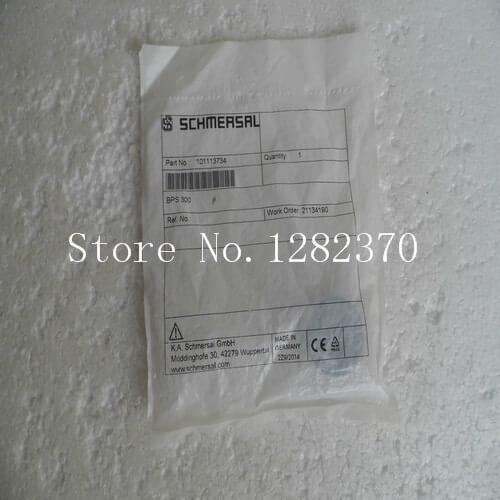 SCHMERSAL
Part No. 101113734
Quantity: 1
BPS 300
Ref. No.
Work Order 21134190
Store No. 1282370
K.A. Schmersal GmbH
Möddinghofe 30, 42279 Wuppertal
www.schmersal.com
MADE IN
GERMANY
CE